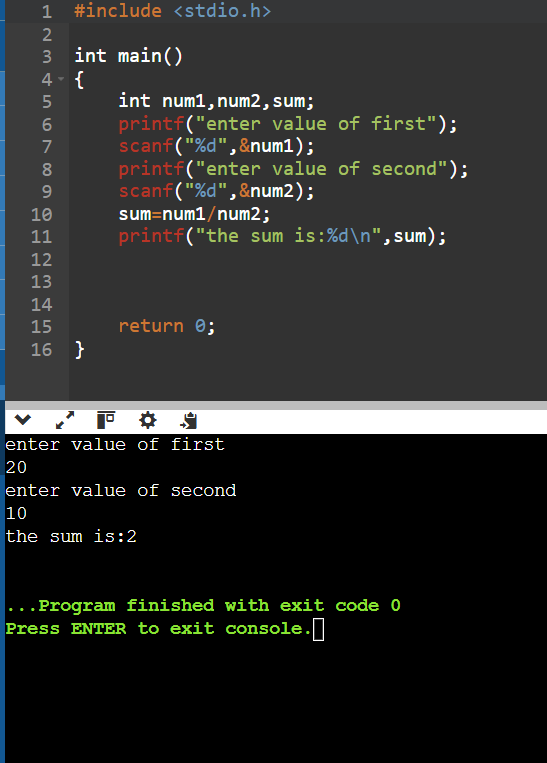 1 #include <stdio.h>
2
3 int main()
4 {
5 int num1,num2,sum;
6 printf("enter value of first");
7 scanf("%d",&num1);
8 printf("enter value of second");
9 scanf("%d",&num2);
10 sum=num1/num2;
11 printf("the sum is:%d\n",sum);
12
13
14
15 return 0;
16 }
enter value of first
20
enter value of second
10
the sum is:2
...Program finished with exit code 0
Press ENTER to exit console.